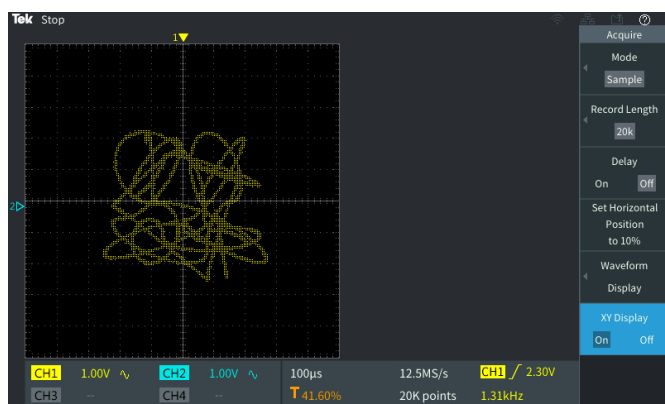 Tek Stop
Acquire
Mode
Sample
Record Length
20k
Delay
On Off
Set Horizontal
Position
to 10%
Waveform
Display
XY Display
On Off
1
2
CH1 1.00V CH2 1.00V 100µs 12.5MS/s CH1 2.30V
CH3 -- CH4 -- T 41.60% 20K points 1.31kHz